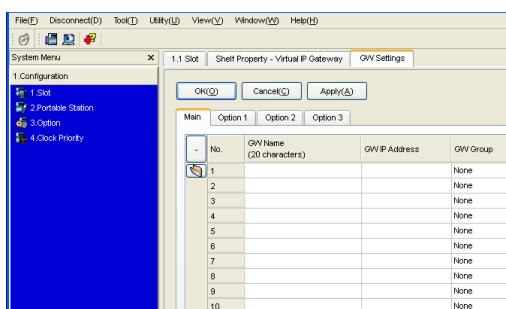 File(F) Disconnect(D) Tool(T) Utility(U) View(V) Window(W) Help(H)
System Menu X
1.1 Slot Shelf Property - Virtual IP Gateway GW Settings
1.Configuration
1.Slot
2.Portable Station
3.Option
4.Clock Priority
OK(O) Cancel(C) Apply(A)
Main Option 1 Option 2 Option 3
- No. GW Name (20 characters) GW IP Address GW Group
1 None
2 None
3 None
4 None
5 None
6 None
7 None
8 None
9 None
10 None